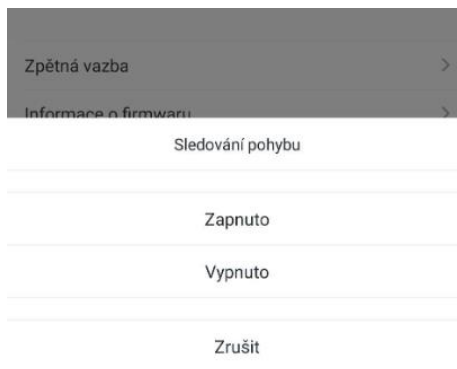 Zpětná vazba
Informace o firmwaru
Sledování pohybu
Zapnuto
Vypnuto
Zrušit